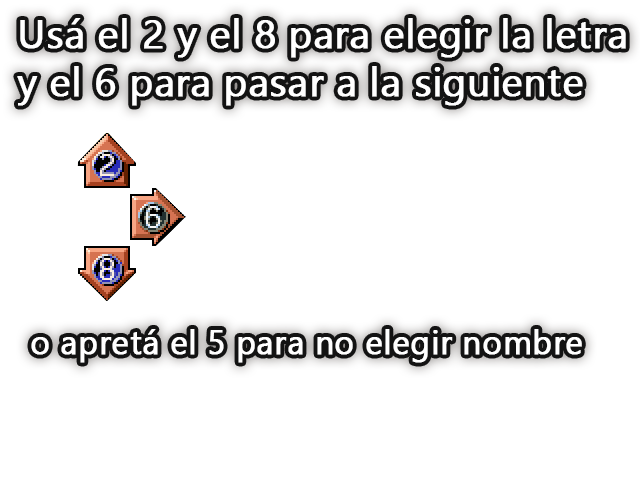 Usá el 2 y el 8 para elegir la letra
y el 6 para pasar a la siguiente
2
6
8
o apretá el 5 para no elegir nombre